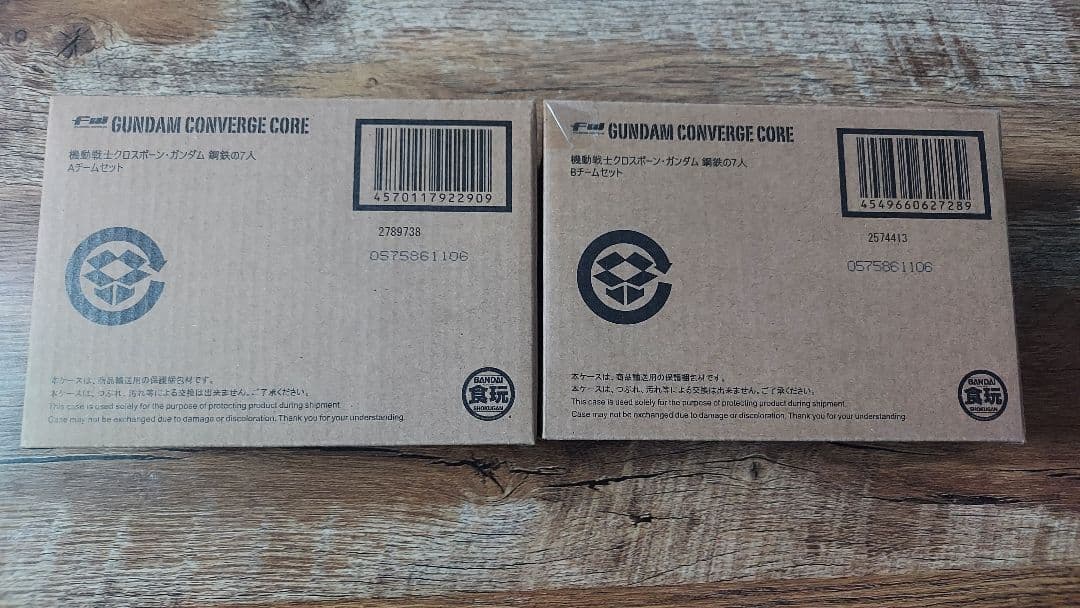 FW GUNDAM CONVERGE CORE
機動戦士クロスボーン・ガンダム 鋼鉄の7人
Aチームセット
4570117922909
2789738
0575861106
本ケースは、商品輸送用の保護梱包材です。
本ケースは、つぶれ、汚れ等による交換は出来ません。ご了承ください。
This case is used solely for the purpose of protecting product during shipment.
Case may not be exchanged due to damage or discoloration. Thank you for your understanding.
BANDAI
食玩
SHOKUGAN
FW GUNDAM CONVERGE CORE
機動戦士クロスボーン・ガンダム 鋼鉄の7人
Bチームセット
4549660627289
2574413
0575861106
本ケースは、商品輸送用の保護梱包材です。
本ケースは、つぶれ、汚れ等による交換は出来ません。ご了承ください。
This case is used solely for the purpose of protecting product during shipment.
Case may not be exchanged due to damage or discoloration. Thank you for your understanding.
BANDAI
食玩
SHOKUGAN